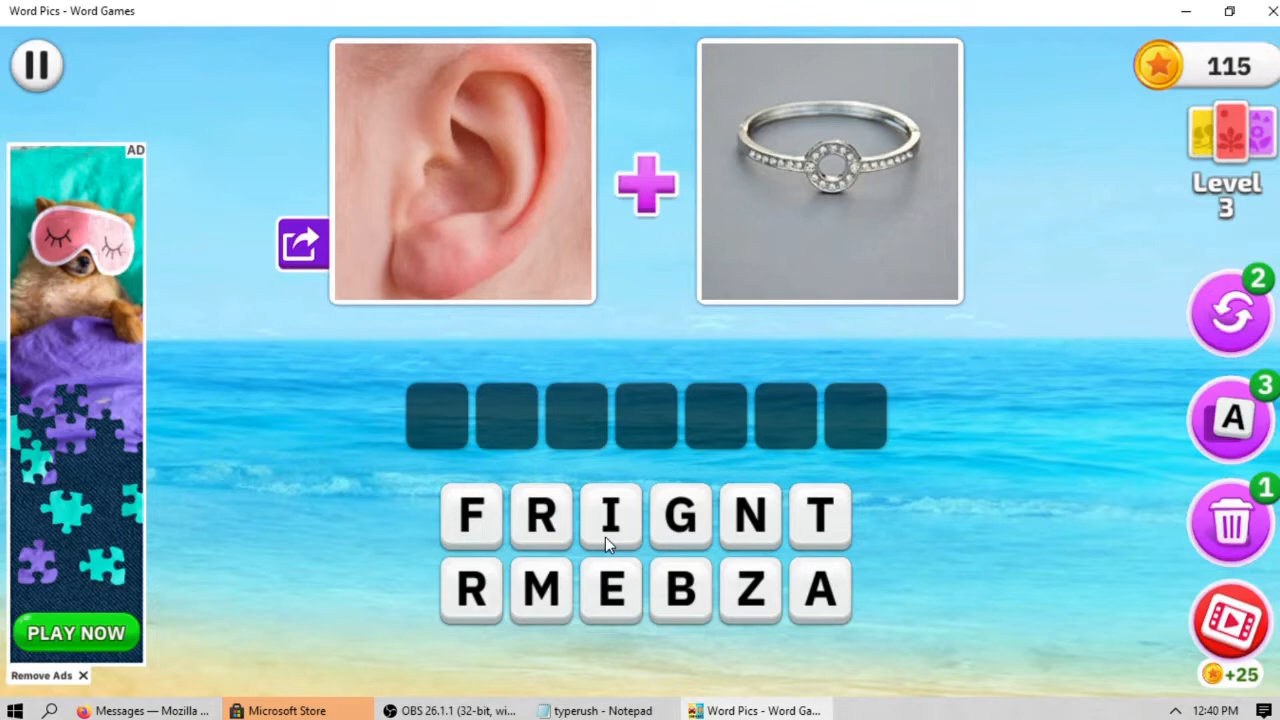 Word Pics - Word Games
115
AD
Level
3
2
3
A
1
F R I G N T
R M E B Z A
PLAY NOW
+25
Remove Ads X
Messages — Mozilla ...
Microsoft Store
OBS 26.1.1 (32-bit, wi...
typerush - Notepad
Word Pics - Word Ga...
12:40 PM